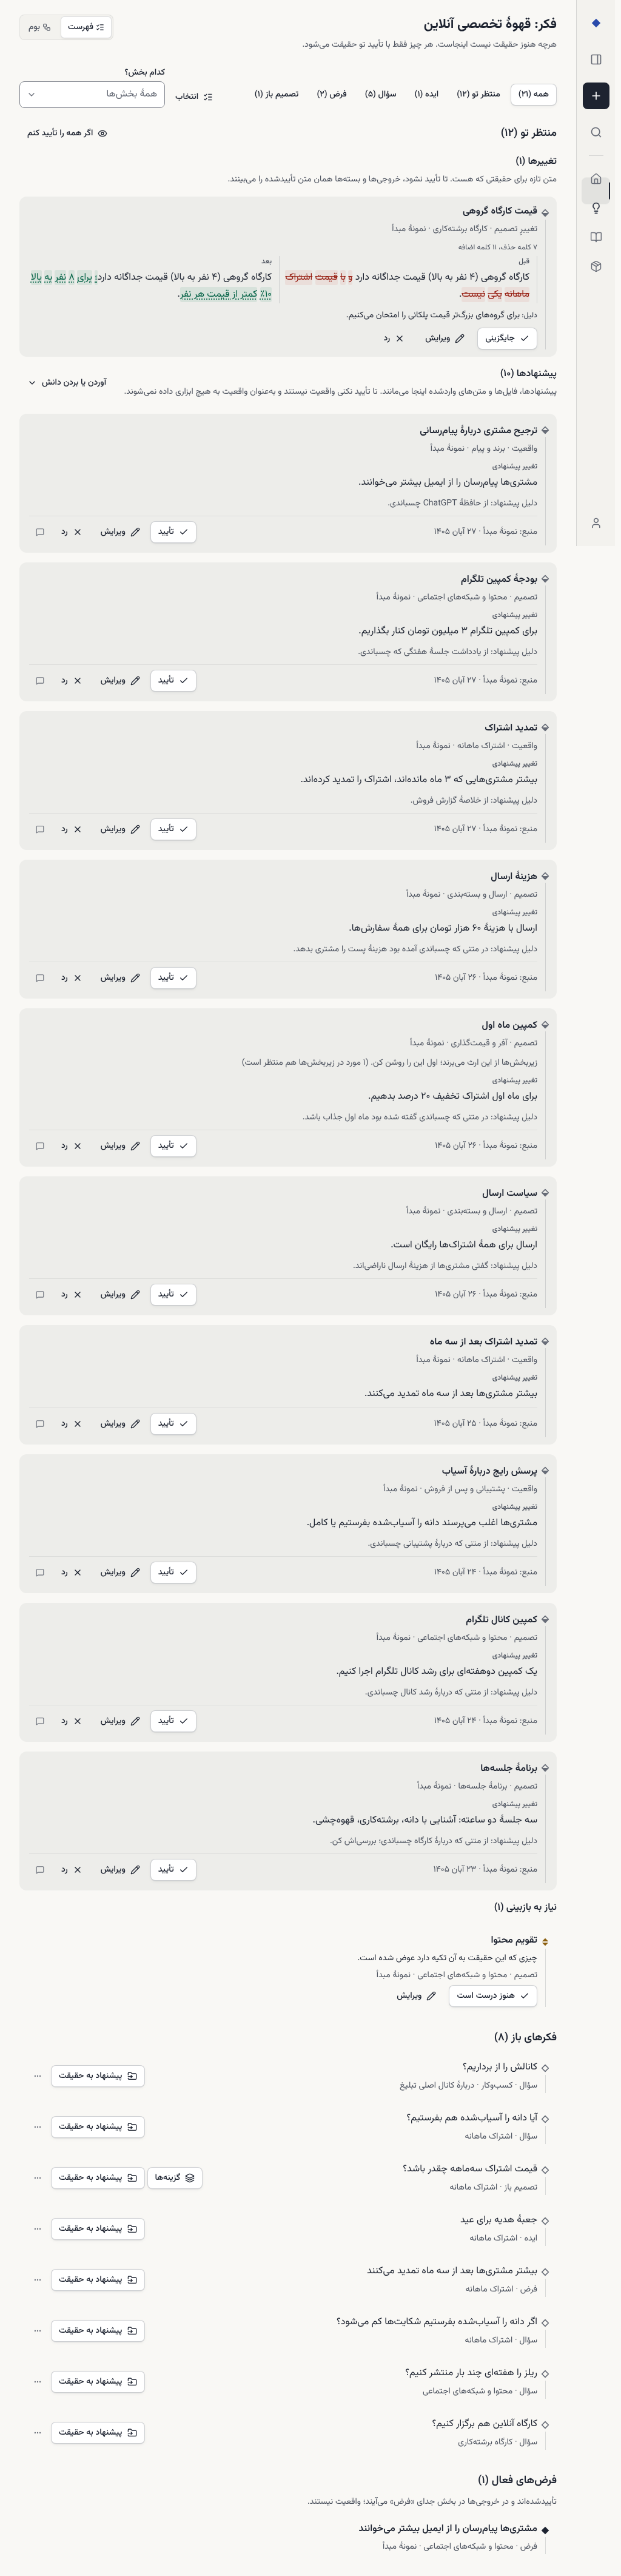 فکر: قهوهٔ تخصصی آنلاین
هرچه هنوز حقیقت نیست اینجاست. هر چیز فقط با تأیید تو حقیقت می‌شود.
فهرست
بوم
همه (۲۱)
منتظر تو (۱۲)
ایده (۱)
سؤال (۵)
فرض (۲)
تصمیم باز (۱)
انتخاب
کدام بخش؟
همهٔ بخش‌ها
منتظر تو (۱۲)
اگر همه را تأیید کنم
تغییرها (۱)
متن تازه برای حقیقتی که هست. تا تأیید نشود، خروجی‌ها و بسته‌ها همان متن تأییدشده را می‌بینند.
قیمت کارگاه گروهی
تغییرِ تصمیم · کارگاه برشته‌کاری · نمونهٔ مبدأ
۷ کلمه حذف، ۱۱ کلمه اضافه
قبل
کارگاه گروهی (۴ نفر به بالا) قیمت جداگانه دارد و با قیمت اشتراک
ماهانه یکی نیست.
بعد
کارگاه گروهی (۴ نفر به بالا) قیمت جداگانه دارد؛ برای ۸ نفر به بالا
۱۰٪ کمتر از قیمت هر نفر.
دلیل: برای گروه‌های بزرگ‌تر قیمت پلکانی را امتحان می‌کنیم.
جایگزینی
ویرایش
رد
پیشنهادها (۱۰)
آوردن یا بردن دانش
پیشنهادها، فایل‌ها و متن‌های واردشده اینجا می‌مانند. تا تأیید نکنی واقعیت نیستند و به‌عنوان واقعیت به هیچ ابزاری داده نمی‌شوند.
ترجیح مشتری دربارهٔ پیام‌رسانی
واقعیت · برند و پیام · نمونهٔ مبدأ
تغییر پیشنهادی
مشتری‌ها پیام‌رسان را از ایمیل بیشتر می‌خوانند.
دلیل پیشنهاد: از حافظهٔ ChatGPT چسباندی.
منبع: نمونهٔ مبدأ · ۲۷ آبان ۱۴۰۵
تأیید
ویرایش
رد
بودجهٔ کمپین تلگرام
تصمیم · محتوا و شبکه‌های اجتماعی · نمونهٔ مبدأ
تغییر پیشنهادی
برای کمپین تلگرام ۳ میلیون تومان کنار بگذاریم.
دلیل پیشنهاد: از یادداشت جلسهٔ هفتگی که چسباندی.
منبع: نمونهٔ مبدأ · ۲۷ آبان ۱۴۰۵
تأیید
ویرایش
رد
تمدید اشتراک
واقعیت · اشتراک ماهانه · نمونهٔ مبدأ
تغییر پیشنهادی
بیشتر مشتری‌هایی که ۳ ماه مانده‌اند، اشتراک را تمدید کرده‌اند.
دلیل پیشنهاد: از خلاصهٔ گزارش فروش.
منبع: نمونهٔ مبدأ · ۲۷ آبان ۱۴۰۵
تأیید
ویرایش
رد
هزینهٔ ارسال
تصمیم · ارسال و بسته‌بندی · نمونهٔ مبدأ
تغییر پیشنهادی
ارسال با هزینهٔ ۶۰ هزار تومان برای همهٔ سفارش‌ها.
دلیل پیشنهاد: در متنی که چسباندی آمده بود هزینهٔ پست را مشتری بدهد.
منبع: نمونهٔ مبدأ · ۲۶ آبان ۱۴۰۵
تأیید
ویرایش
رد
کمپین ماه اول
تصمیم · آفر و قیمت‌گذاری · نمونهٔ مبدأ
زیربخش‌ها از این ارث می‌برند؛ اول این را روشن کن. (۱ مورد در زیربخش‌ها هم منتظر است)
تغییر پیشنهادی
برای ماه اول اشتراک تخفیف ۲۰ درصد بدهیم.
دلیل پیشنهاد: در متنی که چسباندی گفته شده بود ماه اول جذاب باشد.
منبع: نمونهٔ مبدأ · ۲۶ آبان ۱۴۰۵
تأیید
ویرایش
رد
سیاست ارسال
تصمیم · ارسال و بسته‌بندی · نمونهٔ مبدأ
تغییر پیشنهادی
ارسال برای همهٔ اشتراک‌ها رایگان است.
دلیل پیشنهاد: گفتی مشتری‌ها از هزینهٔ ارسال ناراضی‌اند.
منبع: نمونهٔ مبدأ · ۲۶ آبان ۱۴۰۵
تأیید
ویرایش
رد
تمدید اشتراک بعد از سه ماه
واقعیت · اشتراک ماهانه · نمونهٔ مبدأ
تغییر پیشنهادی
بیشتر مشتری‌ها بعد از سه ماه تمدید می‌کنند.
منبع: نمونهٔ مبدأ · ۲۵ آبان ۱۴۰۵
تأیید
ویرایش
رد
پرسش رایج دربارهٔ آسیاب
واقعیت · پشتیبانی و پس از فروش · نمونهٔ مبدأ
تغییر پیشنهادی
مشتری‌ها اغلب می‌پرسند دانه را آسیاب‌شده بفرستیم یا کامل.
دلیل پیشنهاد: از متنی که دربارهٔ پشتیبانی چسباندی.
منبع: نمونهٔ مبدأ · ۲۴ آبان ۱۴۰۵
تأیید
ویرایش
رد
کمپین کانال تلگرام
تصمیم · محتوا و شبکه‌های اجتماعی · نمونهٔ مبدأ
تغییر پیشنهادی
یک کمپین دوهفته‌ای برای رشد کانال تلگرام اجرا کنیم.
دلیل پیشنهاد: از متنی که دربارهٔ رشد کانال چسباندی.
منبع: نمونهٔ مبدأ · ۲۴ آبان ۱۴۰۵
تأیید
ویرایش
رد
برنامهٔ جلسه‌ها
تصمیم · برنامهٔ جلسه‌ها · نمونهٔ مبدأ
تغییر پیشنهادی
سه جلسهٔ دو ساعته: آشنایی با دانه، برشته‌کاری، قهوه‌چشی.
دلیل پیشنهاد: از متنی که دربارهٔ کارگاه چسباندی؛ بررسی‌اش کن.
منبع: نمونهٔ مبدأ · ۲۳ آبان ۱۴۰۵
تأیید
ویرایش
رد
نیاز به بازبینی (۱)
تقویم محتوا
چیزی که این حقیقت به آن تکیه دارد عوض شده است.
تصمیم · محتوا و شبکه‌های اجتماعی · نمونهٔ مبدأ
هنوز درست است
ویرایش
فکرهای باز (۸)
کانالش را از برداریم؟
سؤال · کسب‌وکار · دربارهٔ کانال اصلی تبلیغ
پیشنهاد به حقیقت
آیا دانه را آسیاب‌شده هم بفرستیم؟
سؤال · اشتراک ماهانه
پیشنهاد به حقیقت
قیمت اشتراک سه‌ماهه چقدر باشد؟
تصمیم باز · اشتراک ماهانه
گزینه‌ها
پیشنهاد به حقیقت
جعبهٔ هدیه برای عید
ایده · اشتراک ماهانه
پیشنهاد به حقیقت
بیشتر مشتری‌ها بعد از سه ماه تمدید می‌کنند
فرض · اشتراک ماهانه
پیشنهاد به حقیقت
اگر دانه را آسیاب‌شده بفرستیم شکایت‌ها کم می‌شود؟
سؤال · اشتراک ماهانه
پیشنهاد به حقیقت
ریلز را هفته‌ای چند بار منتشر کنیم؟
سؤال · محتوا و شبکه‌های اجتماعی
پیشنهاد به حقیقت
کارگاه آنلاین هم برگزار کنیم؟
سؤال · کارگاه برشته‌کاری
پیشنهاد به حقیقت
فرض‌های فعال (۱)
تأییدشده‌اند و در خروجی‌ها در بخش جدای «فرض» می‌آیند؛ واقعیت نیستند.
مشتری‌ها پیام‌رسان را از ایمیل بیشتر می‌خوانند
فرض · محتوا و شبکه‌های اجتماعی · نمونهٔ مبدأ